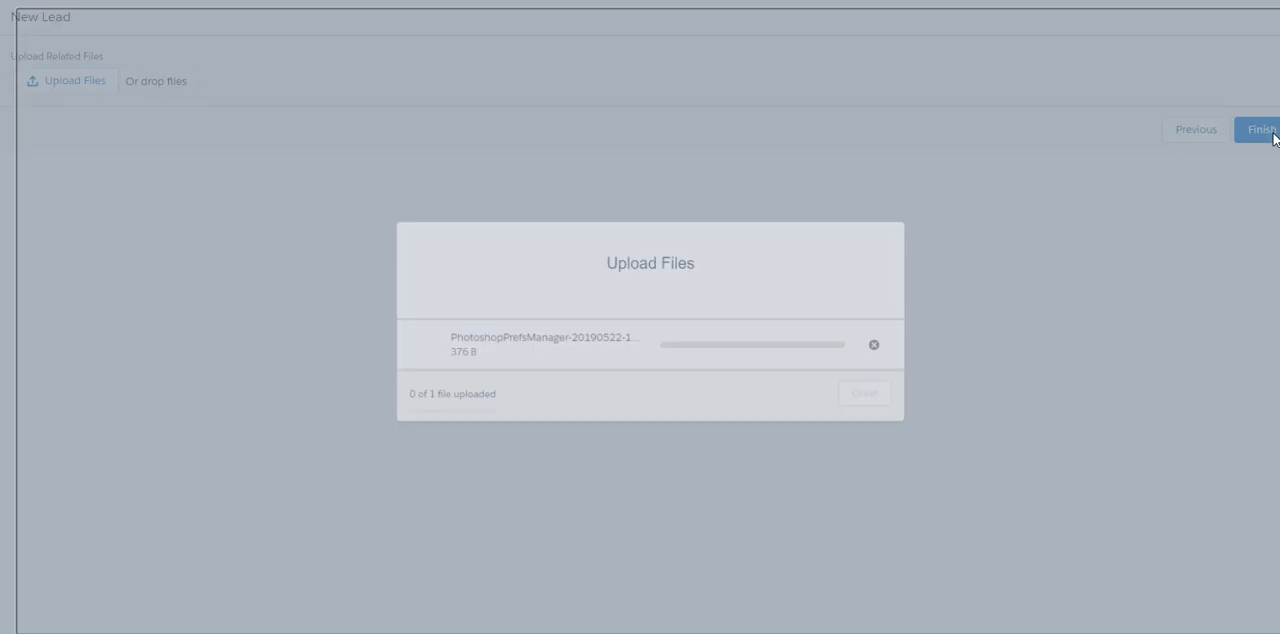 New Lead
Upload Related Files
Upload Files Or drop files
Previous Finish
Upload Files
PhotoshopPrefsManager-20190522-1...
376 B
0 of 1 file uploaded